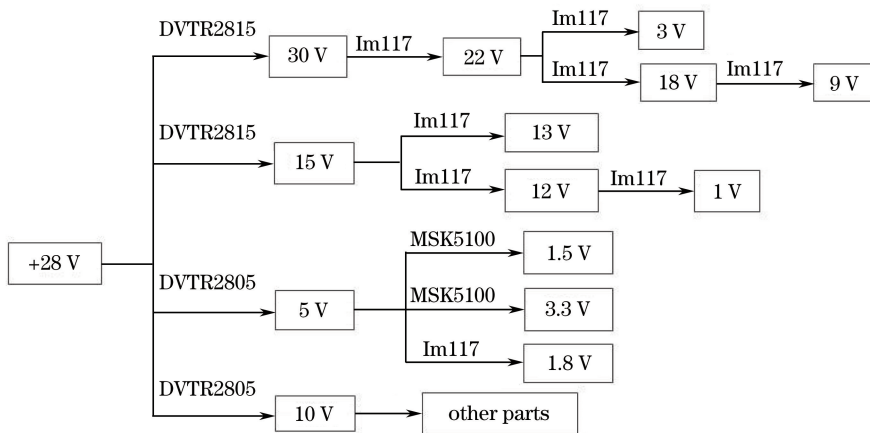 DVTR2815
30 V
Im117
22 V
Im117
3 V
Im117
18 V
Im117
9 V
DVTR2815
15 V
Im117
13 V
Im117
12 V
Im117
1 V
+28 V
DVTR2805
5 V
MSK5100
1.5 V
MSK5100
3.3 V
Im117
1.8 V
DVTR2805
10 V
other parts